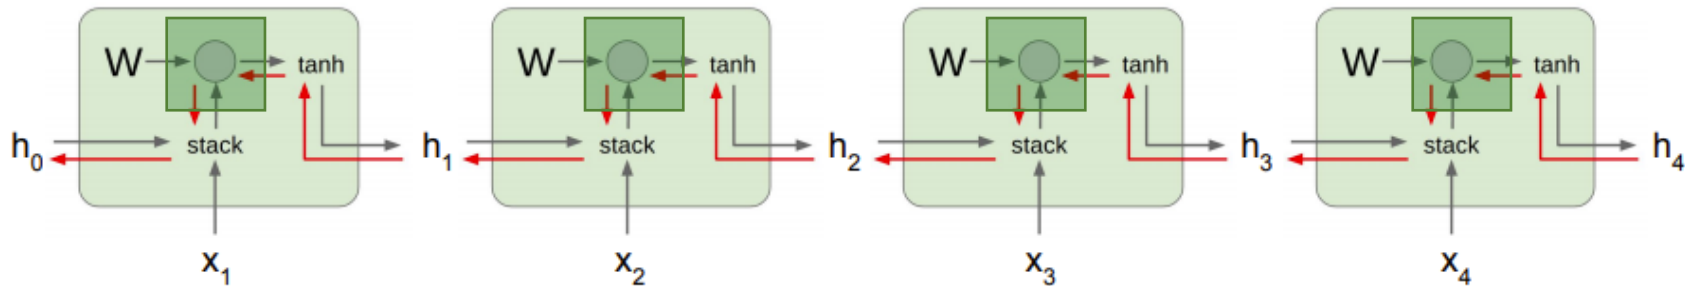 W tanh W tanh W tanh W tanh
h0 stack h1 stack h2 stack h3 stack h4
x1 x2 x3 x4